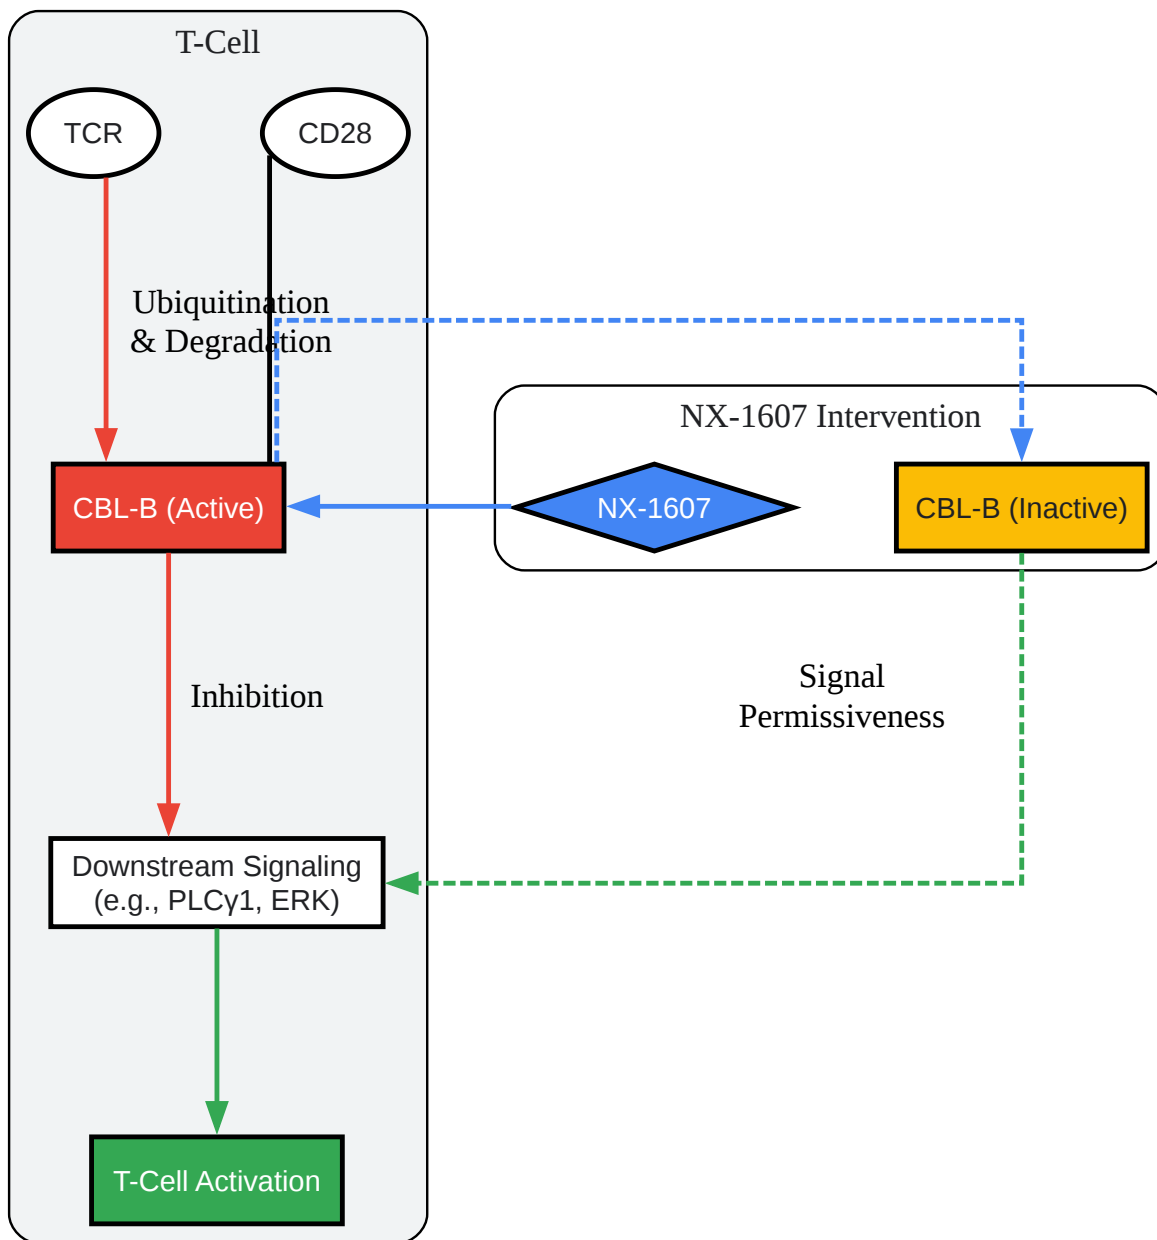 T-Cell
TCR
CD28
Ubiquitination
& Degradation
NX-1607 Intervention
CBL-B (Active)
NX-1607
CBL-B (Inactive)
Inhibition
Signal
Permissiveness
Downstream Signaling
(e.g., PLCγ1, ERK)
T-Cell Activation